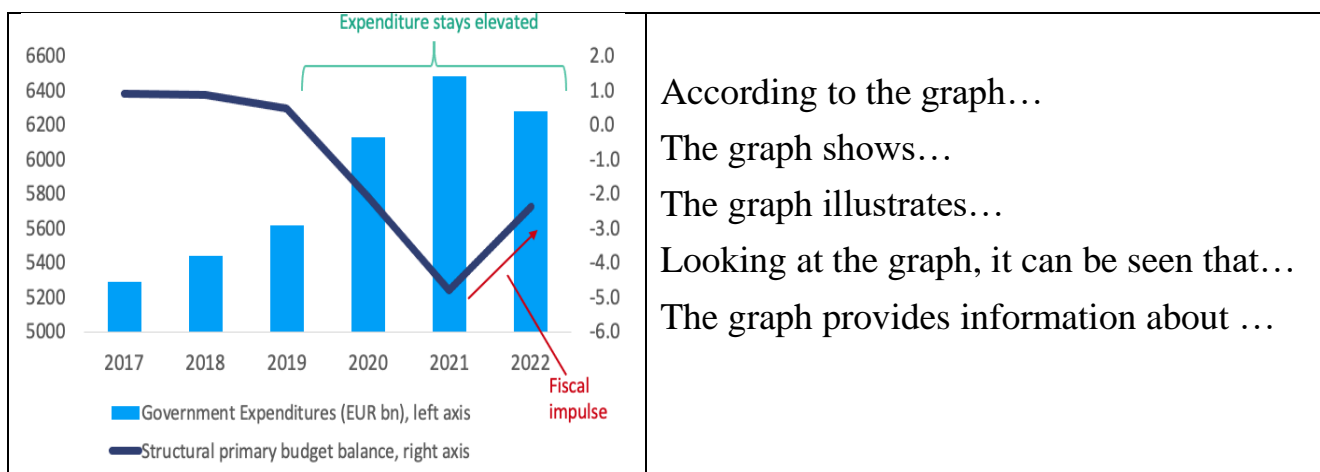 Expenditure stays elevated
6600
6400
6200
6000
5800
5600
5400
5200
5000
2.0
1.0
0.0
-1.0
-2.0
-3.0
-4.0
-5.0
-6.0
2017 2018 2019 2020 2021 2022
Fiscal
impulse
Government Expenditures (EUR bn), left axis
Structural primary budget balance, right axis
According to the graph…
The graph shows…
The graph illustrates…
Looking at the graph, it can be seen that…
The graph provides information about …